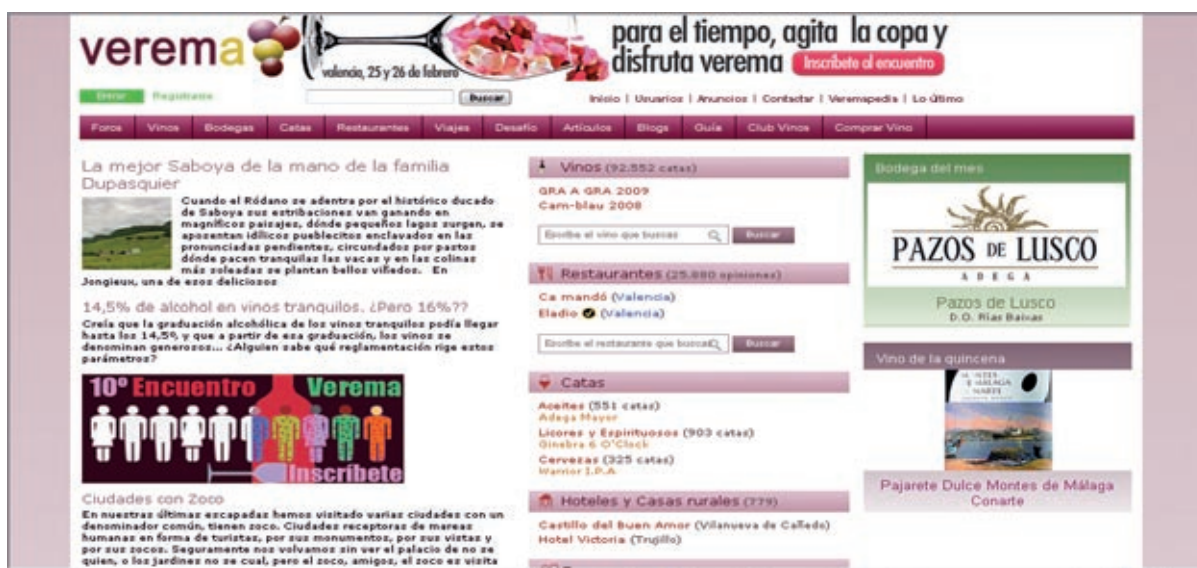 verema
para el tiempo, agita la copa y
disfruta verema Inscríbete al encuentro
valencia, 25 y 26 de febrero
Entrar Registrarse Buscar Inicio | Usuarios | Anuncios | Contactar | Veremapedia | Lo último
Foros Vinos Bodegas Catas Restaurantes Viajes Desafío Artículos Blogs Guía Club Vinos Comprar Vino
La mejor Saboya de la mano de la familia
Dupasquier
Cuando el Ródano se adentra por el histórico ducado
de Saboya sus estribaciones van ganando en
magníficos paisajes, dónde pequeños lagos surgen, se
aposentan idílicos pueblecitos enclavados en las
pronunciadas pendientes, circundados por pastos
dónde pacen tranquilas las vacas y en las colinas
más soleadas se plantan bellos viñedos. En
Jongieux, una de esos deliciosos
14,5% de alcohol en vinos tranquilos. ¿Pero 16%??
Creía que la graduación alcohólica de los vinos tranquilos podía llegar
hasta los 14,5º, y que a partir de esa graduación, los vinos se
denominan generosos... ¿Alguien sabe qué reglamentación rige estos
parámetros?
10º Encuentro Verema
Inscríbete
Ciudades con Zoco
En nuestras últimas escapadas hemos visitado varias ciudades con un
denominador común, tienen zoco. Ciudades receptoras de mareas
humanas en forma de turistas, por sus monumentos, por sus vistas y
por sus zocos. Seguramente nos volvamos sin ver el palacio de no se
quien, o los jardines no se cual, pero el zoco, amigos, el zoco es visita
Vinos (92.552 catas)
GRA A GRA 2009
Cam-blau 2008
Escribe el vino que buscas Buscar
Restaurantes (25.880 opiniones)
Ca mandó (Valencia)
Eladio (Valencia)
Escribe el restaurante que buscas Buscar
Catas
Aceites (551 catas)
Adega Mayor
Licores y Espirituosos (903 catas)
Ginebra 6 O'Clock
Cervezas (325 catas)
Warrior I.P.A
Hoteles y Casas rurales (779)
Castillo del Buen Amor (Vilanueva de Cañedo)
Hotel Victoria (Trujillo)
Bodega del mes
PAZOS DE LUSCO
ADEGA
Pazos de Lusco
D.O. Rías Baixas
Vino de la quincena
MONTES
MÁLAGA
Pajarete Dulce Montes de Málaga
Conarte